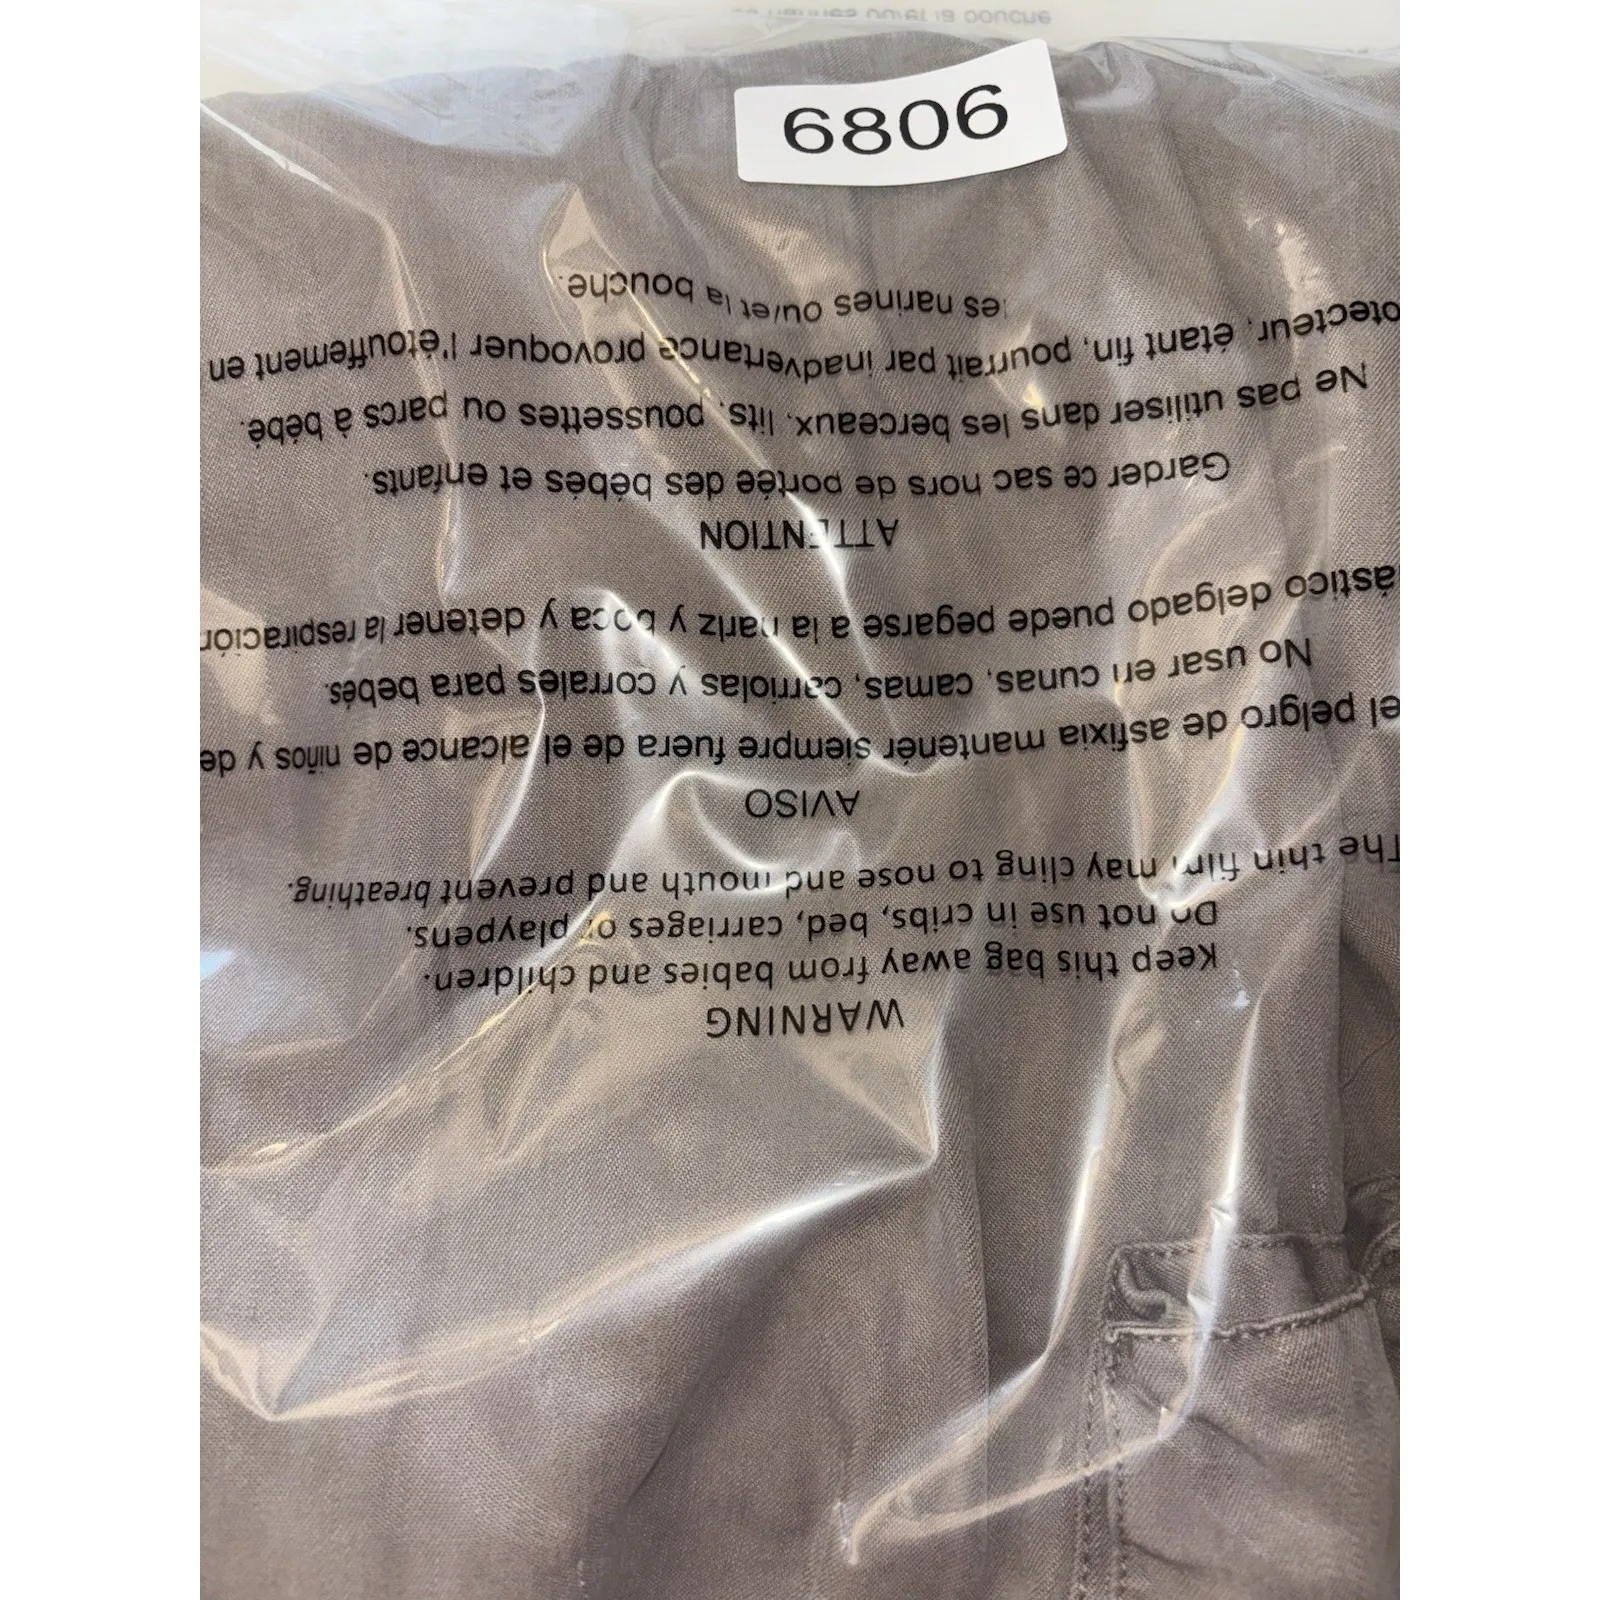 6806
WARNING
Keep this bag away from babies and children.
Do not use in cribs, bed, carriages or playpens.
The thin film may cling to nose and mouth and prevent breathing.
AVISO
el pelgro de asfixia mantenér siempre fuera de el alcance de niños y de
No usar en cunas, camas, carriolas y corrales para bebés.
ástico delgado puede pegarse a la nariz y boca y detener la respiración
ATTENTION
Garder ce sac hors de portée des bébés et enfants.
Ne pas utiliser dans les berceaux, lits, poussettes ou parcs à bébé.
otecteur, étant fin, pourrait par inadvertance provoquer l'étouffement en
les narines ou/et la bouche.